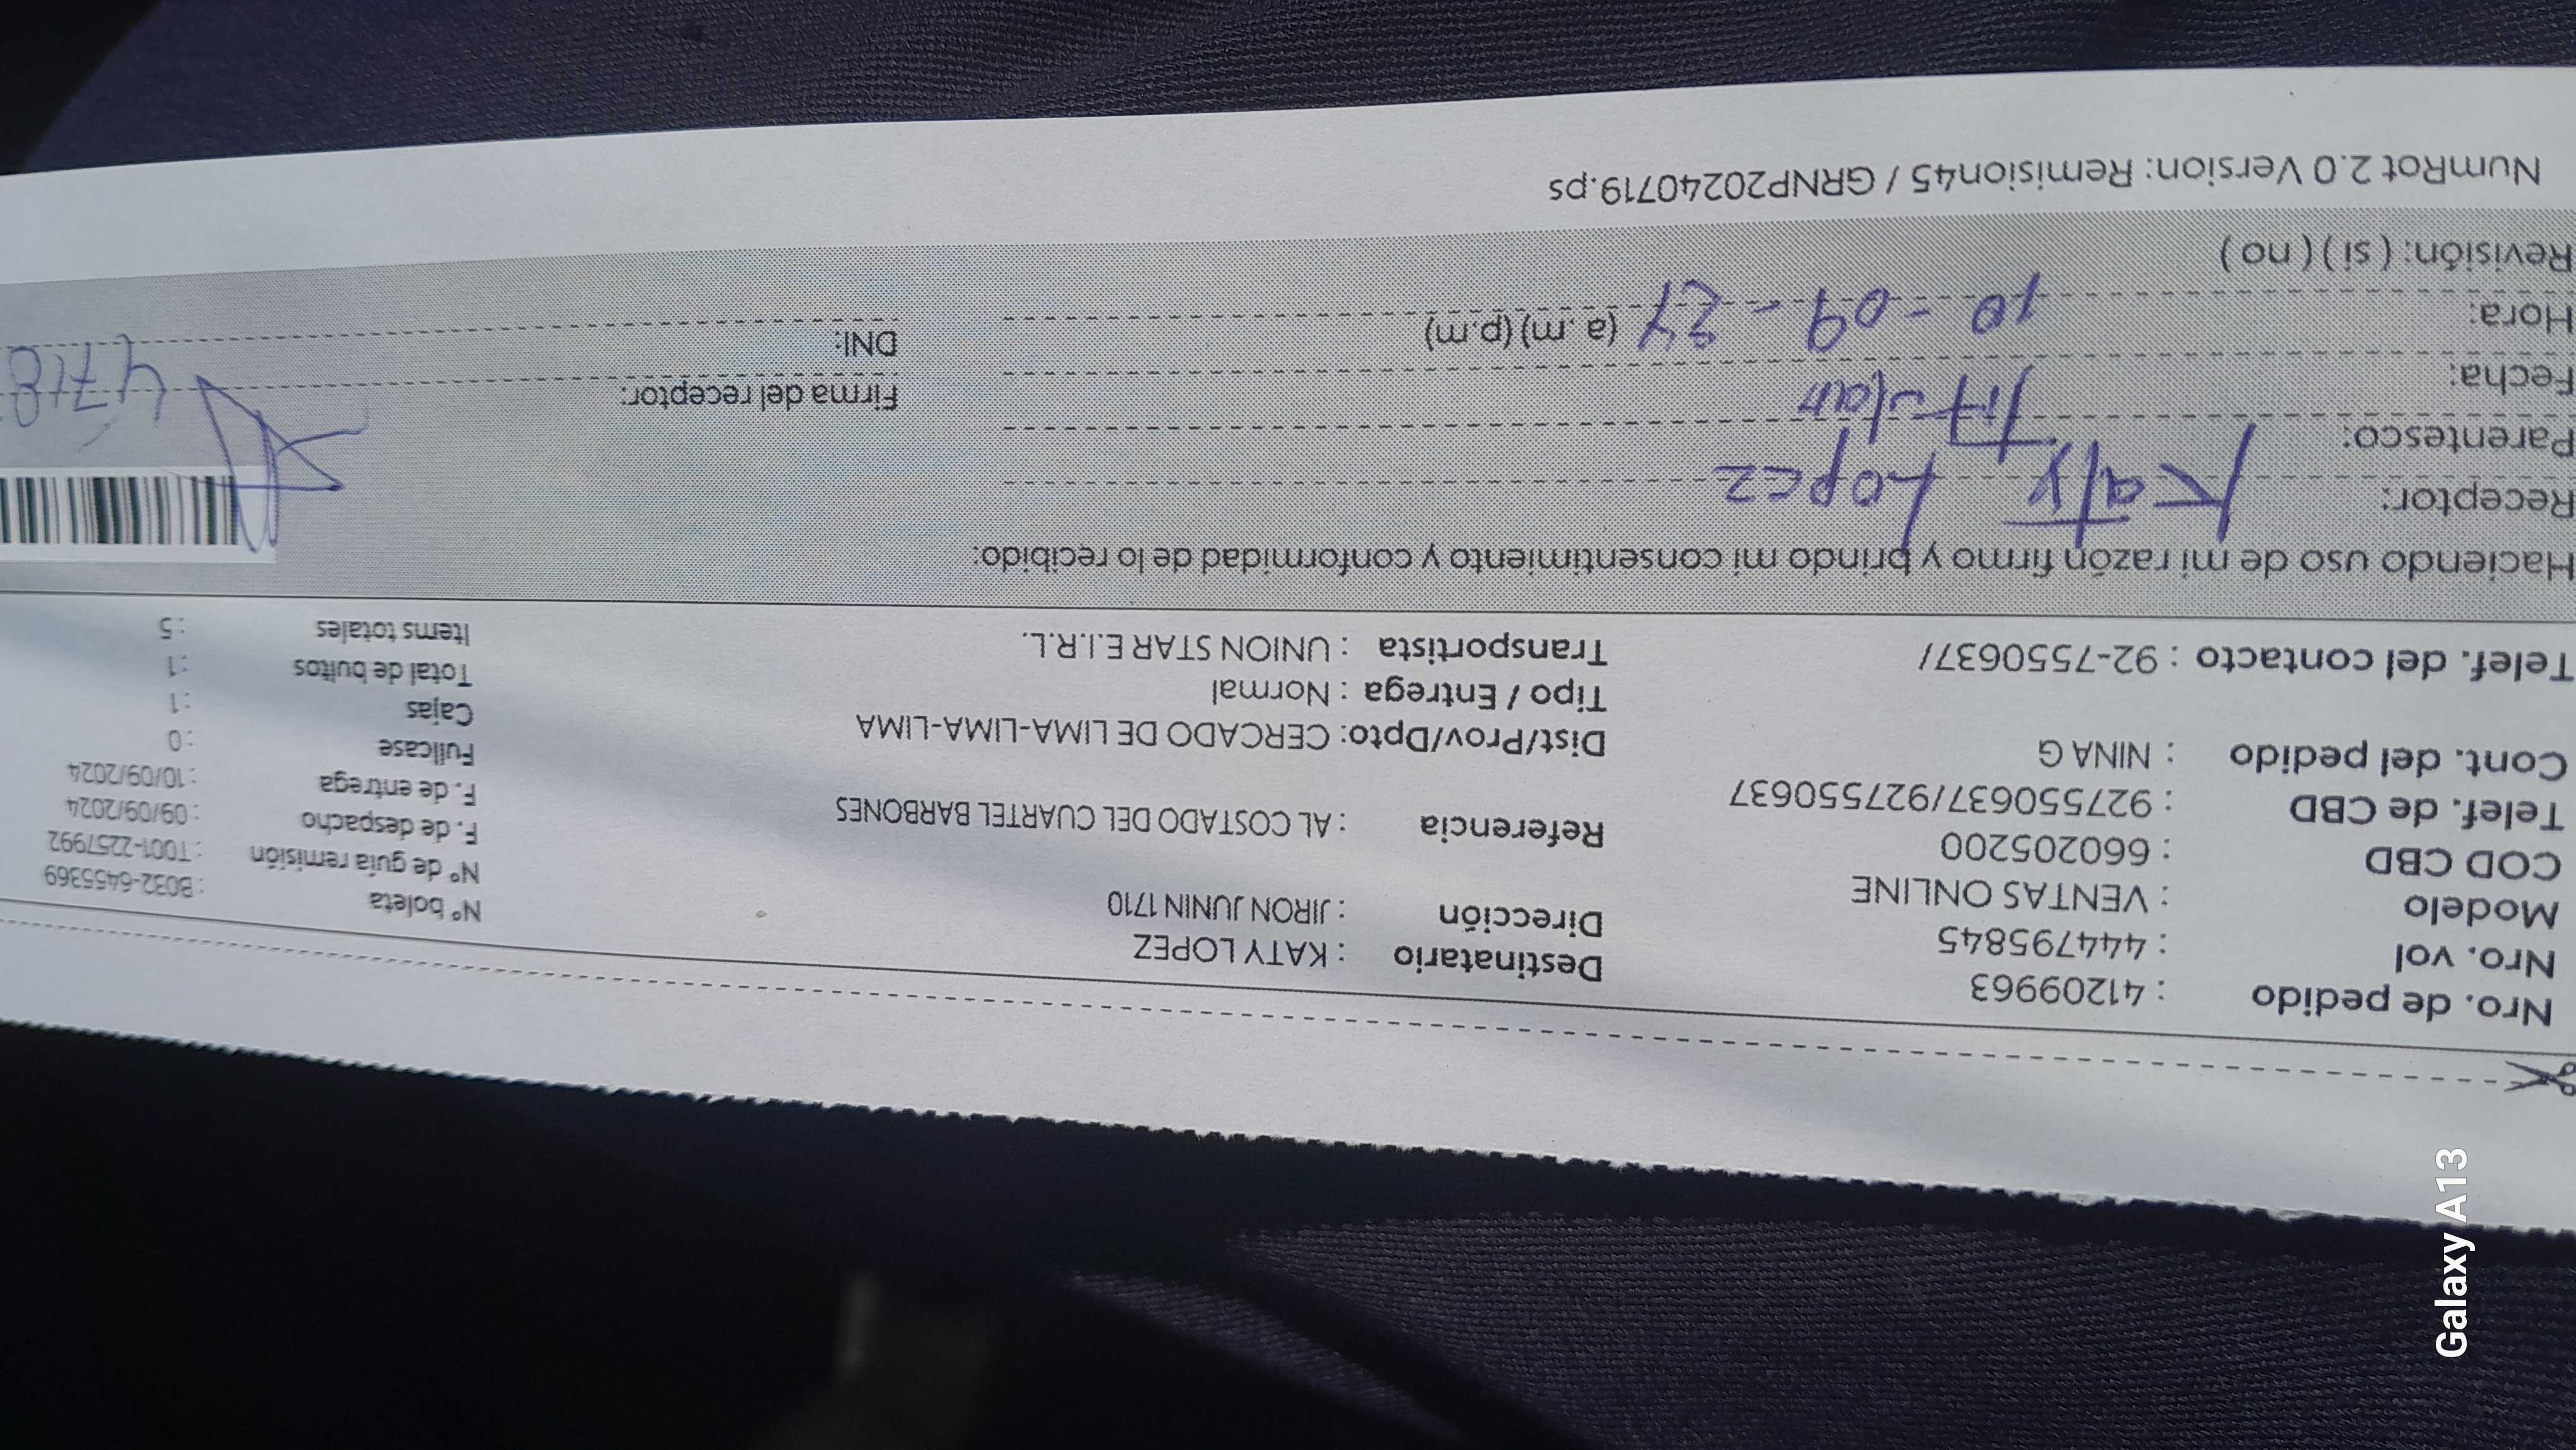 Nro. de pedido : 41209963
Nro. vol : 444795845
Modelo : VENTAS ONLINE
COD CBD : 660205200
Telef. de CBD : 927550637/927550637
Cont. del pedido : NINA G
Telef. del contacto : 92-7550637/
Destinatario : KATY LOPEZ
Dirección : JIRON JUNIN 1710
Referencia : AL COSTADO DEL CUARTEL BARBONES
Dist/Prov/Dpto: CERCADO DE LIMA-LIMA-LIMA
Tipo / Entrega : Normal
Transportista : UNION STAR E.I.R.L.
N° boleta : B032-6455369
N° de guía remisión : T001-2257992
F. de despacho : 09/09/2024
F. de entrega : 10/09/2024
Fullcase : 0
Cajas : 1
Total de bultos : 1
Items totales : 5
Haciendo uso de mi razón firmo y brindo mi consentimiento y conformidad de lo recibido:
Receptor: Katy Lopez
Parentesco: Titular
Fecha: 10-09-24
Hora: (a.m) (p.m)
Revisión: ( si ) ( no )
Firma del receptor:
DNI: 4718
NumRot 2.0 Version: Remision45 / GRNP20240719.ps
Galaxy A13